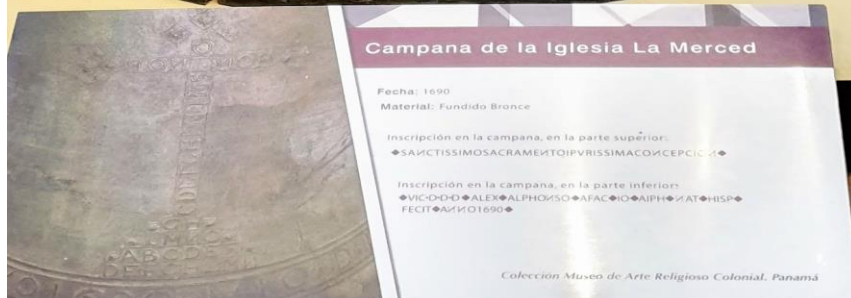 Campana de la Iglesia La Merced
Fecha: 1690
Material: Fundido Bronce
Inscripción en la campana, en la parte superior:
◆SAИCTISSIMOSACRAMEИTOIPVRISSIMACOИCEPCIOИ◆
Inscripción en la campana, en la parte inferior:
◆VIC◆D◆D◆D◆ALEX◆ALPHOИSO◆AFAC◆IO◆AIPH◆ИAT◆HISP◆
FECIT◆AИИO1690◆
Colección Museo de Arte Religioso Colonial. Panamá
ABCD